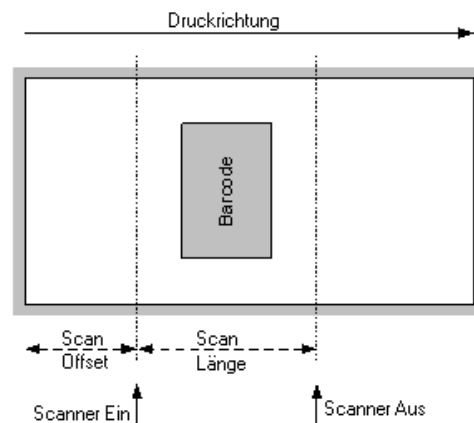 Druckrichtung
Barcode
Scan Offset
Scan Länge
Scanner Ein
Scanner Aus